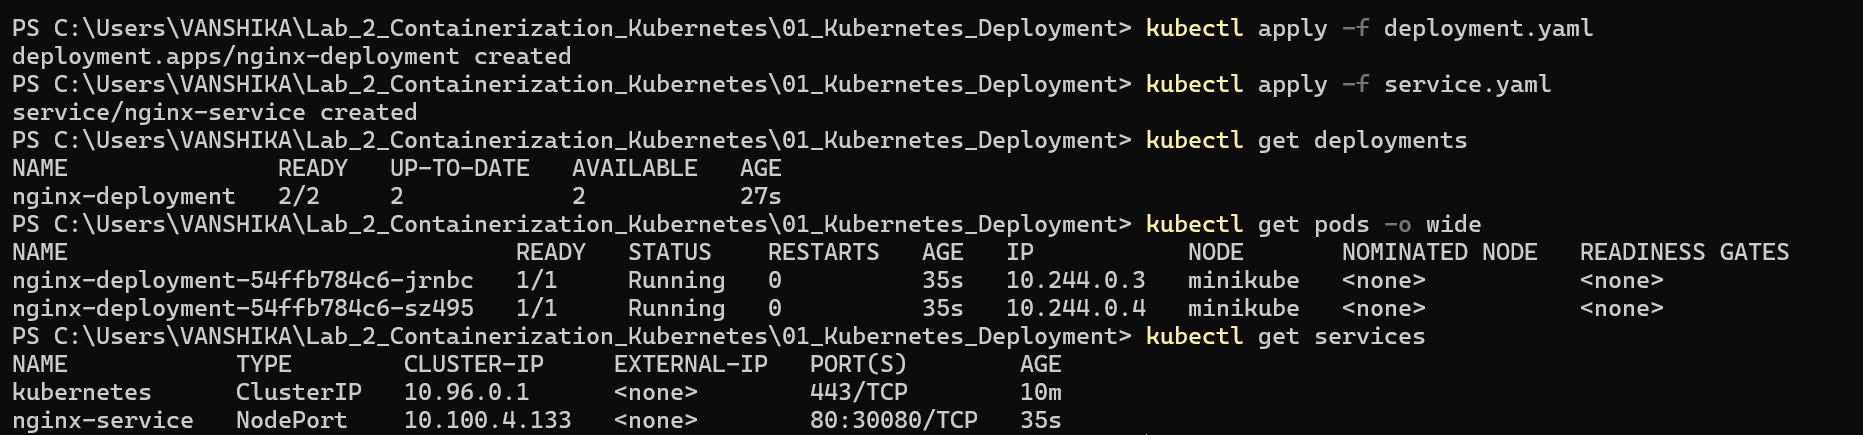 PS C:\Users\VANSHIKA\Lab_2_Containerization_Kubernetes\01_Kubernetes_Deployment> kubectl apply -f deployment.yaml
deployment.apps/nginx-deployment created
PS C:\Users\VANSHIKA\Lab_2_Containerization_Kubernetes\01_Kubernetes_Deployment> kubectl apply -f service.yaml
service/nginx-service created
PS C:\Users\VANSHIKA\Lab_2_Containerization_Kubernetes\01_Kubernetes_Deployment> kubectl get deployments
NAME               READY   UP-TO-DATE   AVAILABLE   AGE
nginx-deployment   2/2     2            2           27s
PS C:\Users\VANSHIKA\Lab_2_Containerization_Kubernetes\01_Kubernetes_Deployment> kubectl get pods -o wide
NAME                                READY   STATUS    RESTARTS   AGE   IP           NODE       NOMINATED NODE   READINESS GATES
nginx-deployment-54ffb784c6-jrnbc   1/1     Running   0          35s   10.244.0.3   minikube   <none>           <none>
nginx-deployment-54ffb784c6-sz495   1/1     Running   0          35s   10.244.0.4   minikube   <none>           <none>
PS C:\Users\VANSHIKA\Lab_2_Containerization_Kubernetes\01_Kubernetes_Deployment> kubectl get services
NAME            TYPE        CLUSTER-IP     EXTERNAL-IP   PORT(S)        AGE
kubernetes      ClusterIP   10.96.0.1      <none>        443/TCP        10m
nginx-service   NodePort    10.100.4.133   <none>        80:30080/TCP   35s